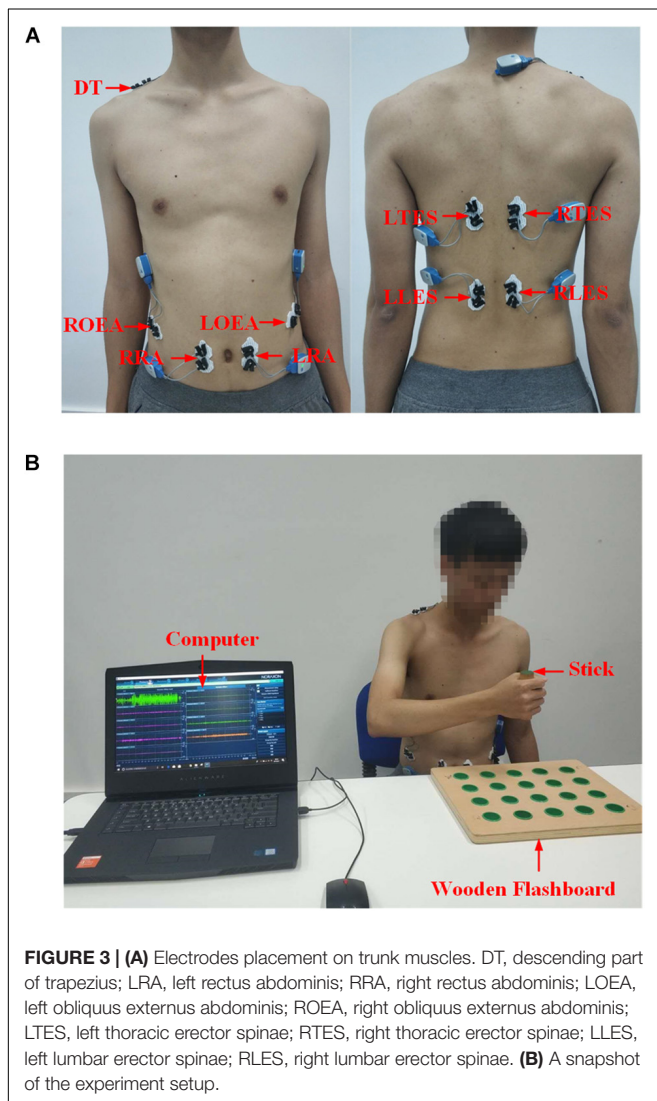 A
DT
ROEA
LOEA
RRA
LRA
LTES
RTES
LLES
RLES
B
Computer
NORAXON
Stick
ALIENWARE
Wooden Flashboard
FIGURE 3 | (A) Electrodes placement on trunk muscles. DT, descending part
of trapezius; LRA, left rectus abdominis; RRA, right rectus abdominis; LOEA,
left obliquus externus abdominis; ROEA, right obliquus externus abdominis;
LTES, left thoracic erector spinae; RTES, right thoracic erector spinae; LLES,
left lumbar erector spinae; RLES, right lumbar erector spinae. (B) A snapshot
of the experiment setup.